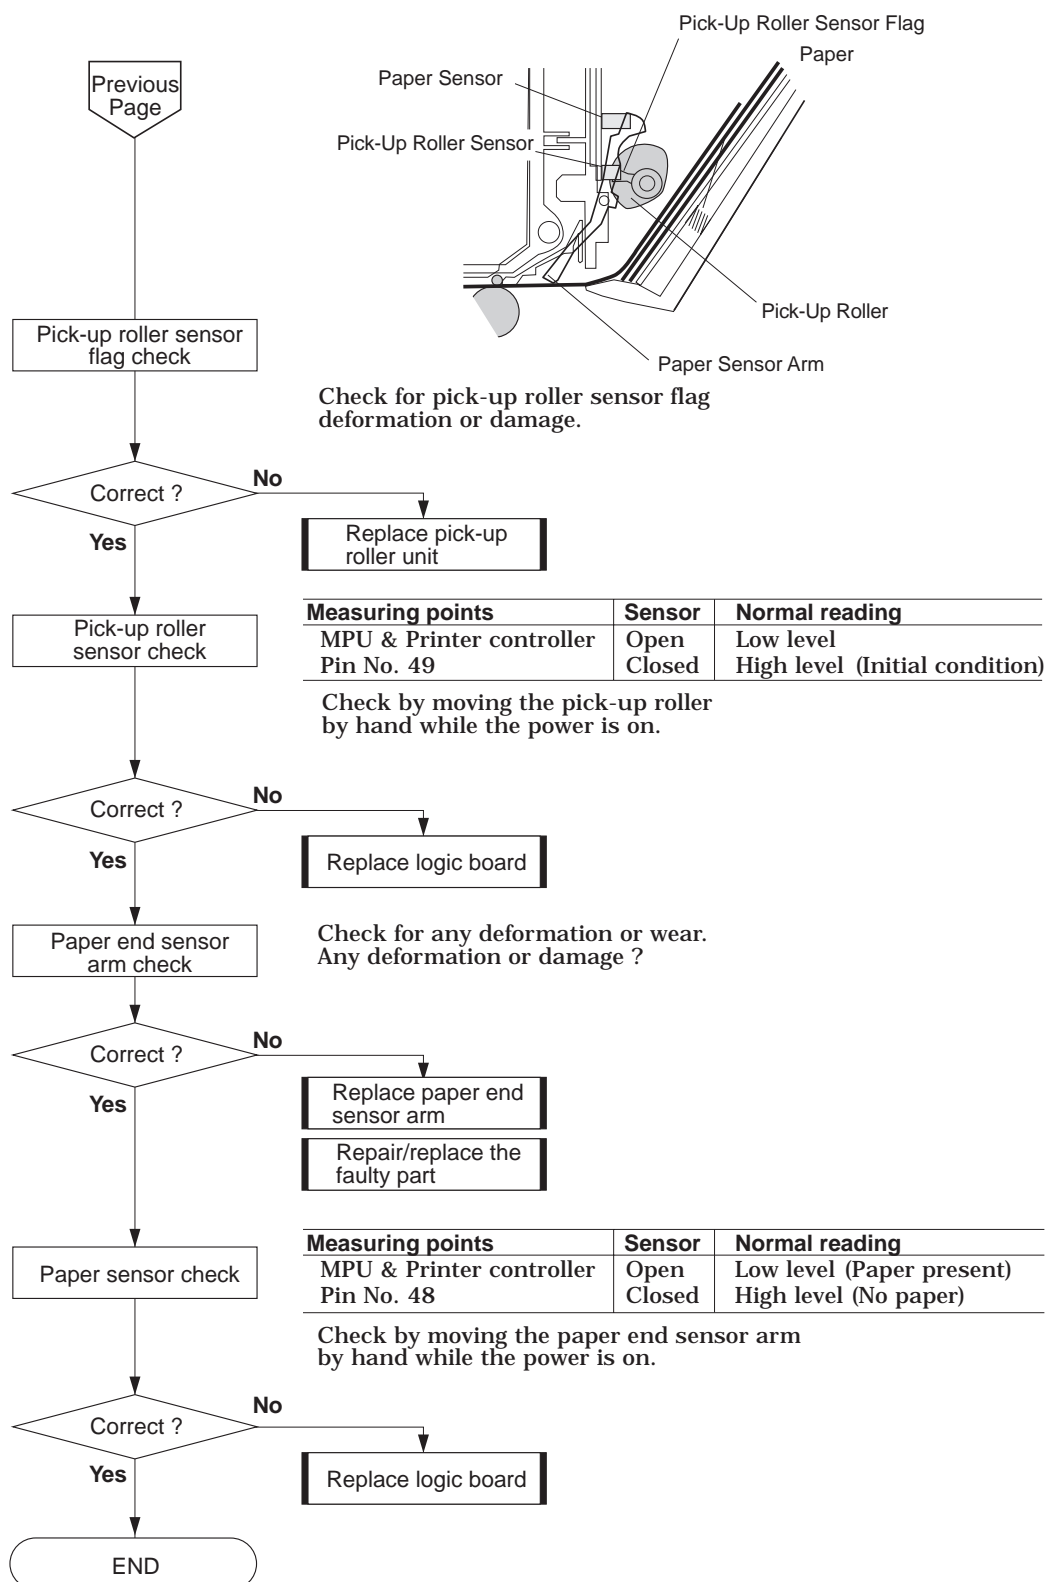 Pick-Up Roller Sensor Flag
Paper
Paper Sensor
Pick-Up Roller Sensor
Pick-Up Roller
Paper Sensor Arm
Previous
Page
Pick-up roller sensor
flag check
Check for pick-up roller sensor flag
deformation or damage.
Correct ?
No
Yes
Replace pick-up
roller unit
Pick-up roller
sensor check
Measuring points Sensor Normal reading
MPU & Printer controller Open Low level
Pin No. 49 Closed High level (Initial condition)
Check by moving the pick-up roller
by hand while the power is on.
Correct ?
No
Yes
Replace logic board
Paper end sensor
arm check
Check for any deformation or wear.
Any deformation or damage ?
Correct ?
No
Yes
Replace paper end
sensor arm
Repair/replace the
faulty part
Paper sensor check
Measuring points Sensor Normal reading
MPU & Printer controller Open Low level (Paper present)
Pin No. 48 Closed High level (No paper)
Check by moving the paper end sensor arm
by hand while the power is on.
Correct ?
No
Yes
Replace logic board
END